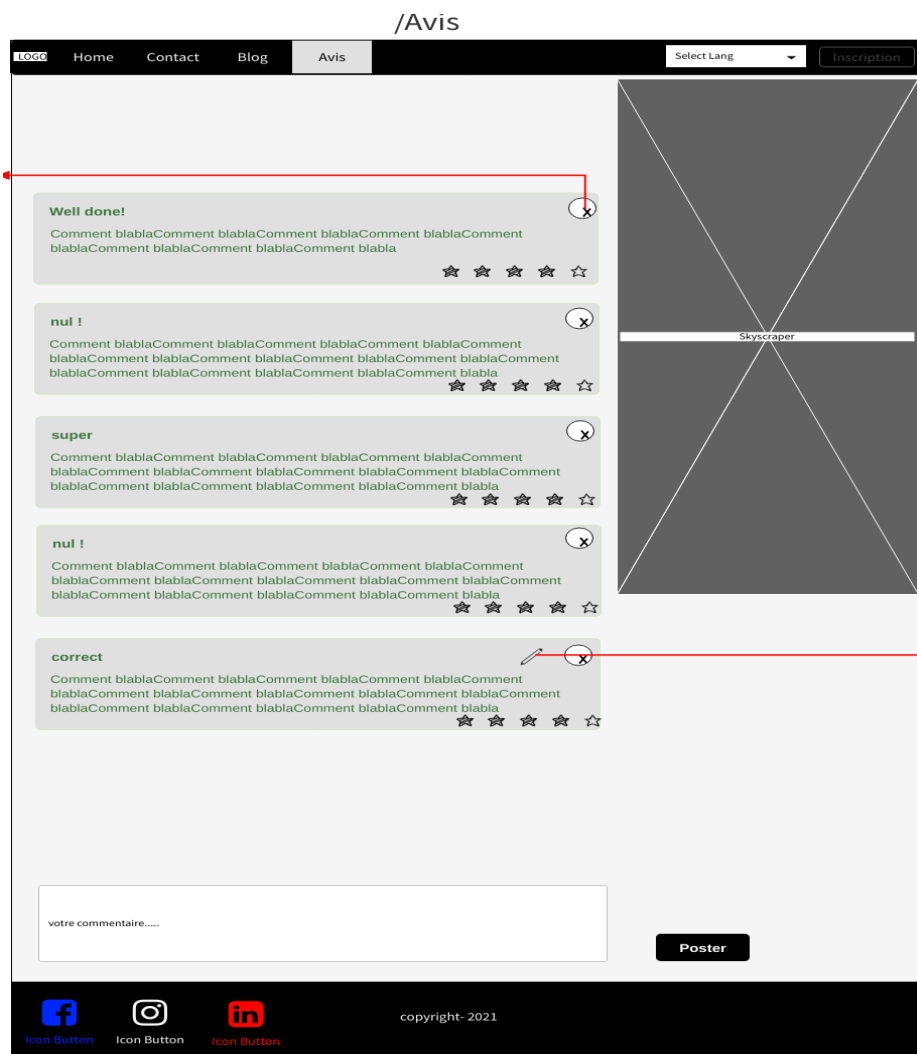 /Avis
LOGO Home Contact Blog Avis Select Lang Inscription
Well done! x
Comment blablaComment blablaComment blablaComment blablaComment
blablaComment blablaComment blablaComment blabla
nul ! x
Comment blablaComment blablaComment blablaComment blablaComment
blablaComment blablaComment blablaComment blablaComment blablaComment
blablaComment blablaComment blablaComment blablaComment blabla
Skyscraper
super x
Comment blablaComment blablaComment blablaComment blablaComment
blablaComment blablaComment blablaComment blablaComment blablaComment
blablaComment blablaComment blablaComment blablaComment blabla
nul ! x
Comment blablaComment blablaComment blablaComment blablaComment
blablaComment blablaComment blablaComment blablaComment blablaComment
blablaComment blablaComment blablaComment blablaComment blabla
correct x
Comment blablaComment blablaComment blablaComment blablaComment
blablaComment blablaComment blablaComment blablaComment blablaComment
blablaComment blablaComment blablaComment blablaComment blabla
votre commentaire.....
Poster
copyright- 2021
Icon Button Icon Button Icon Button